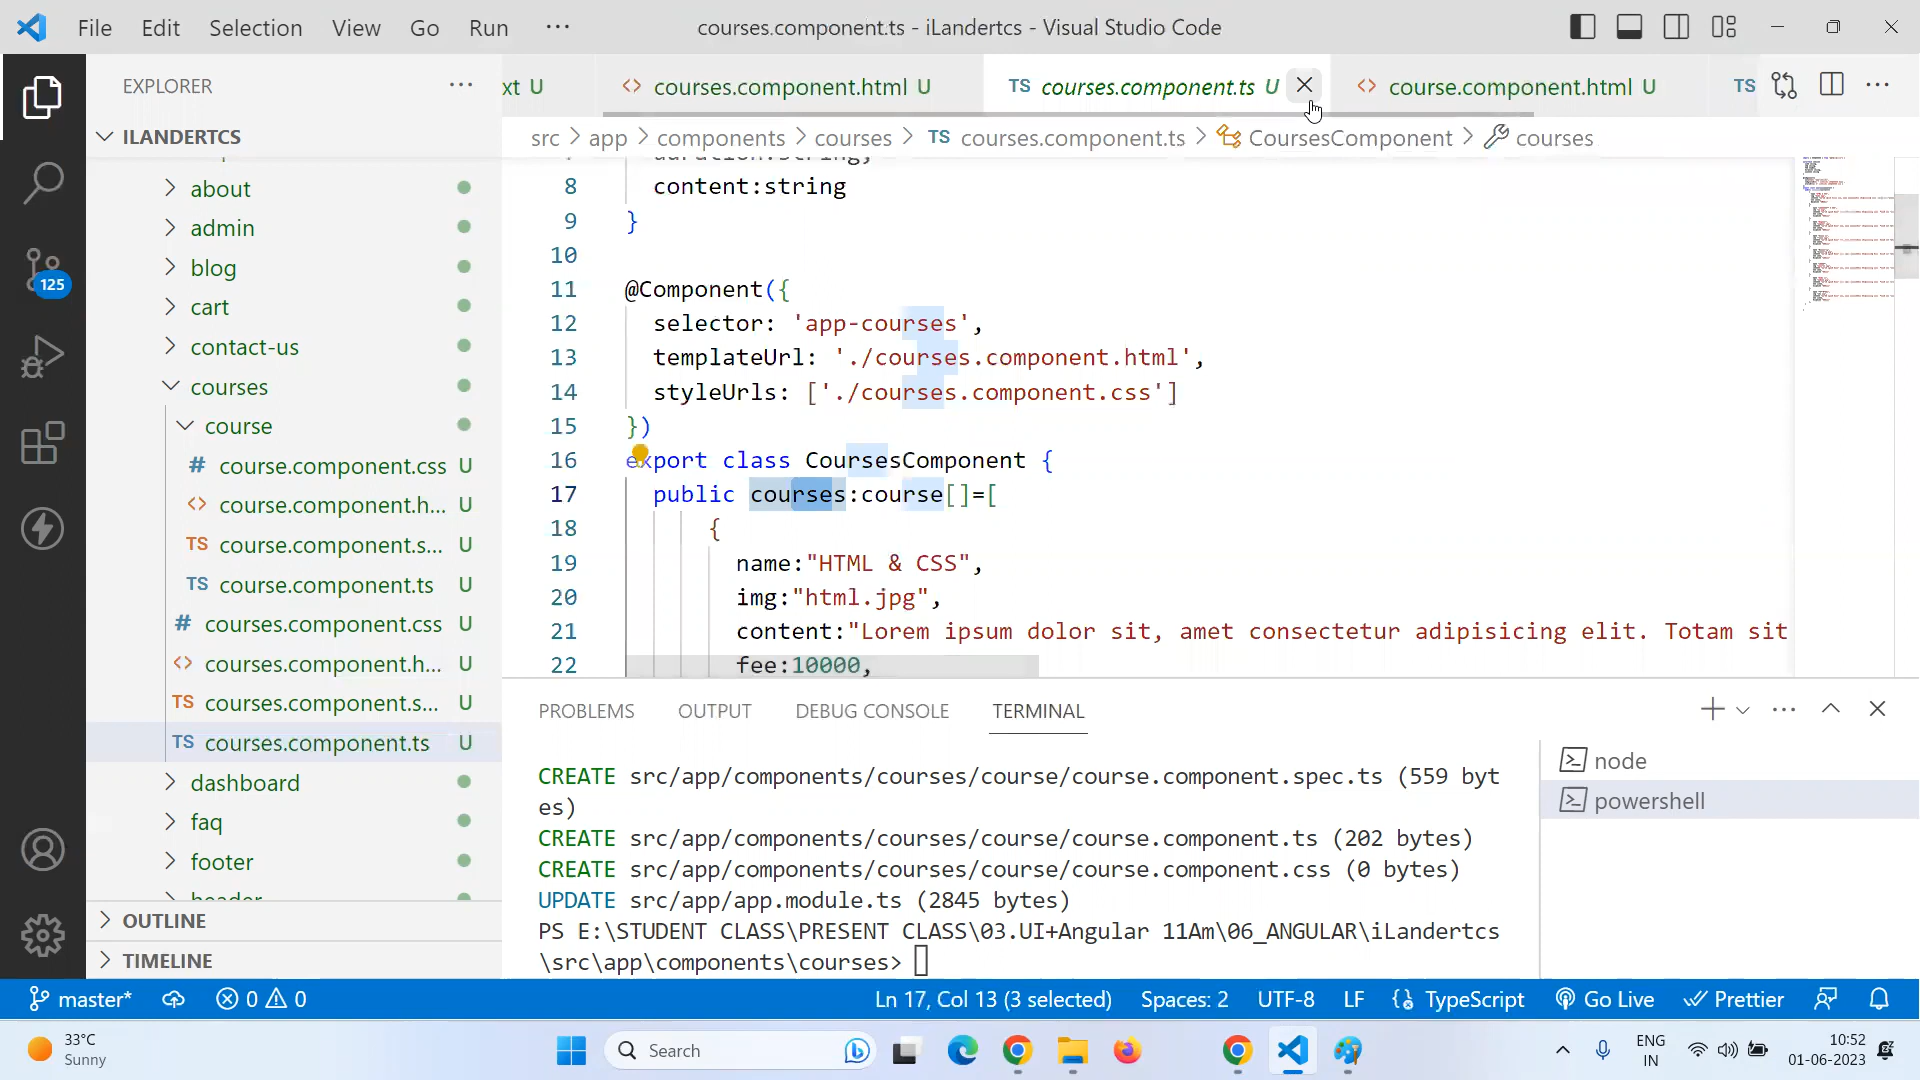 File Edit Selection View Go Run ···
courses.component.ts - iLandertcs - Visual Studio Code
EXPLORER ···
xt U
<> courses.component.html U
TS courses.component.ts U
<> course.component.html U
TS
ILANDERTCS
src > app > components > courses > TS courses.component.ts > CoursesComponent > courses
about
admin
blog
cart
contact-us
courses
course
# course.component.css U
<> course.component.h... U
TS course.component.s... U
TS course.component.ts U
# courses.component.css U
<> courses.component.h... U
TS courses.component.s... U
TS courses.component.ts U
dashboard
faq
footer
header
OUTLINE
TIMELINE
125
duration:string;
8 content:string
9 }
10
11 @Component({
12 selector: 'app-courses',
13 templateUrl: './courses.component.html',
14 styleUrls: ['./courses.component.css']
15 })
16 export class CoursesComponent {
17 public courses:course[]=[
18 {
19 name:"HTML & CSS",
20 img:"html.jpg",
21 content:"Lorem ipsum dolor sit, amet consectetur adipisicing elit. Totam sit
22 fee:10000,
PROBLEMS OUTPUT DEBUG CONSOLE TERMINAL
CREATE src/app/components/courses/course/course.component.spec.ts (559 byt
es)
CREATE src/app/components/courses/course/course.component.ts (202 bytes)
CREATE src/app/components/courses/course/course.component.css (0 bytes)
UPDATE src/app/app.module.ts (2845 bytes)
PS E:\STUDENT CLASS\PRESENT CLASS\03.UI+Angular 11Am\06_ANGULAR\iLandertcs
\src\app\components\courses>
node
powershell
master* 0 0 Ln 17, Col 13 (3 selected) Spaces: 2 UTF-8 LF {} TypeScript Go Live Prettier
33°C
Sunny
Search
ENG
IN
10:52
01-06-2023